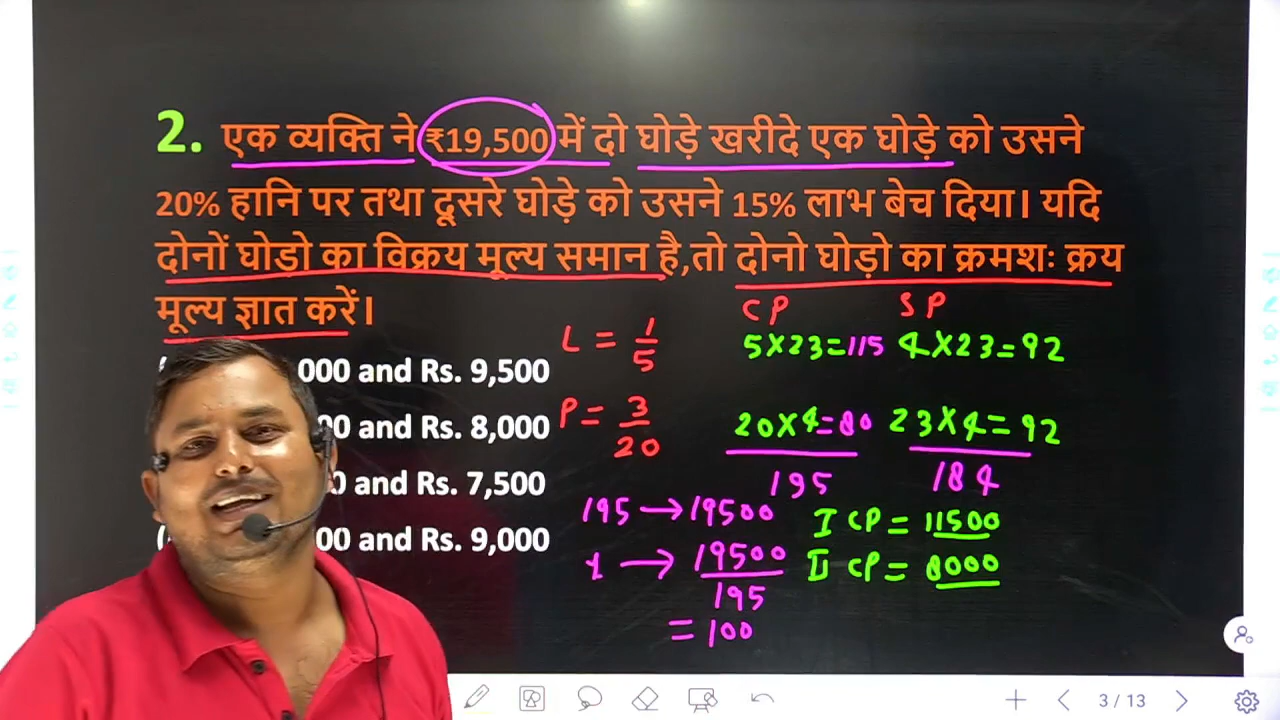 2. एक व्यक्ति ने ₹19,500 में दो घोड़े खरीदे एक घोड़े को उसने
20% हानि पर तथा दूसरे घोड़े को उसने 15% लाभ बेच दिया। यदि
दोनों घोडो का विक्रय मूल्य समान है,तो दोनो घोड़ो का क्रमशः क्रय
मूल्य ज्ञात करें।
CP SP
L = 1/5
5×23=115 4×23=92
000 and Rs. 9,500
00 and Rs. 8,000
P = 3/20
20×4=80 23×4=92
195 184
0 and Rs. 7,500
195→19500
I CP = 11500
00 and Rs. 9,000
1 → 19500/195
II CP = 8000
= 100
3 / 13